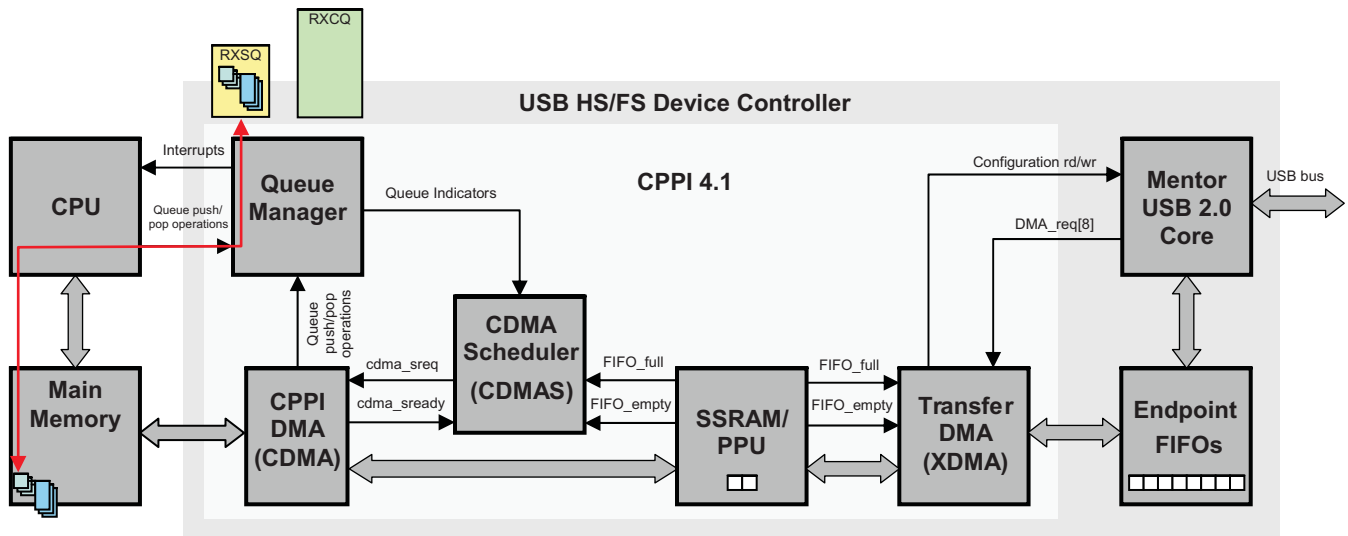 RXCQ
RXSQ
USB HS/FS Device Controller
CPPI 4.1
Interrupts
Queue push/
pop operations
CPU
Queue
Manager
Queue Indicators
Configuration rd/wr
DMA_req[8]
Mentor
USB 2.0
Core
USB bus
Queue
push/pop
operations
CDMA
Scheduler
(CDMAS)
cdma_sreq
cdma_sready
FIFO_full
FIFO_empty
FIFO_full
FIFO_empty
Main
Memory
CPPI
DMA
(CDMA)
SSRAM/
PPU
Transfer
DMA
(XDMA)
Endpoint
FIFOs